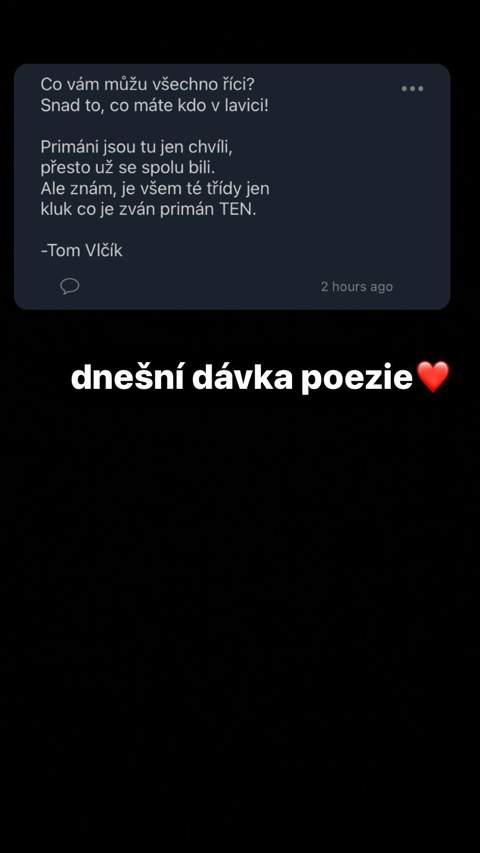 Co vám můžu všechno říci?
Snad to, co máte kdo v lavici!
Primáni jsou tu jen chvíli,
přesto už se spolu bili.
Ale znám, je všem té třídy jen
kluk co je zván primán TEN.
-Tom Vlčík
2 hours ago
dnešní dávka poezie❤️